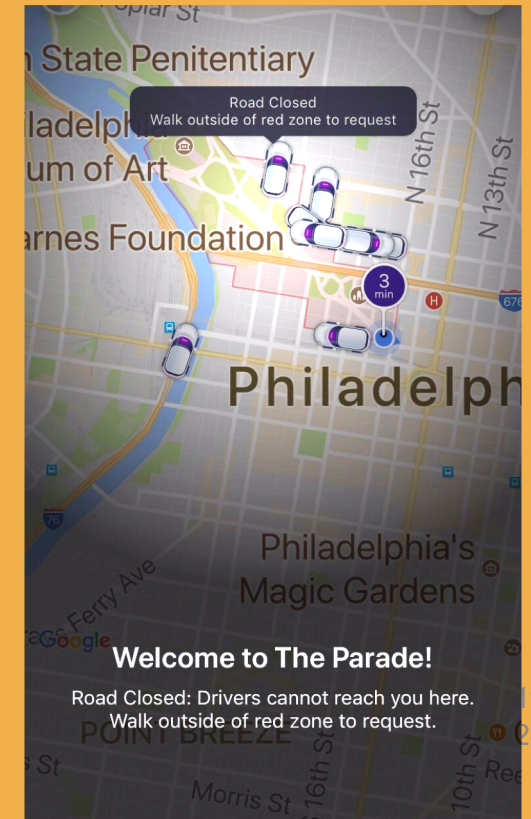 State Penitentiary
Road Closed
Walk outside of red zone to request
N 16th St
um of Art
N 13th St
arnes Foundation
3
min
H
676
Philadelph
76
Philadelphia's
Magic Gardens
Ferry Ave
Google
Welcome to The Parade!
Road Closed: Drivers cannot reach you here.
Walk outside of red zone to request.
POINT BREEZE
16th St
10th St
s St
Morris St
Ree